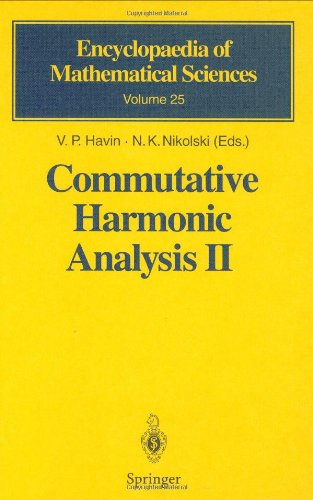 Encyclopaedia of
Mathematical Sciences
Volume 25
V. P. Havin · N. K. Nikolski (Eds.)
Commutative
Harmonic
Analysis II
Springer